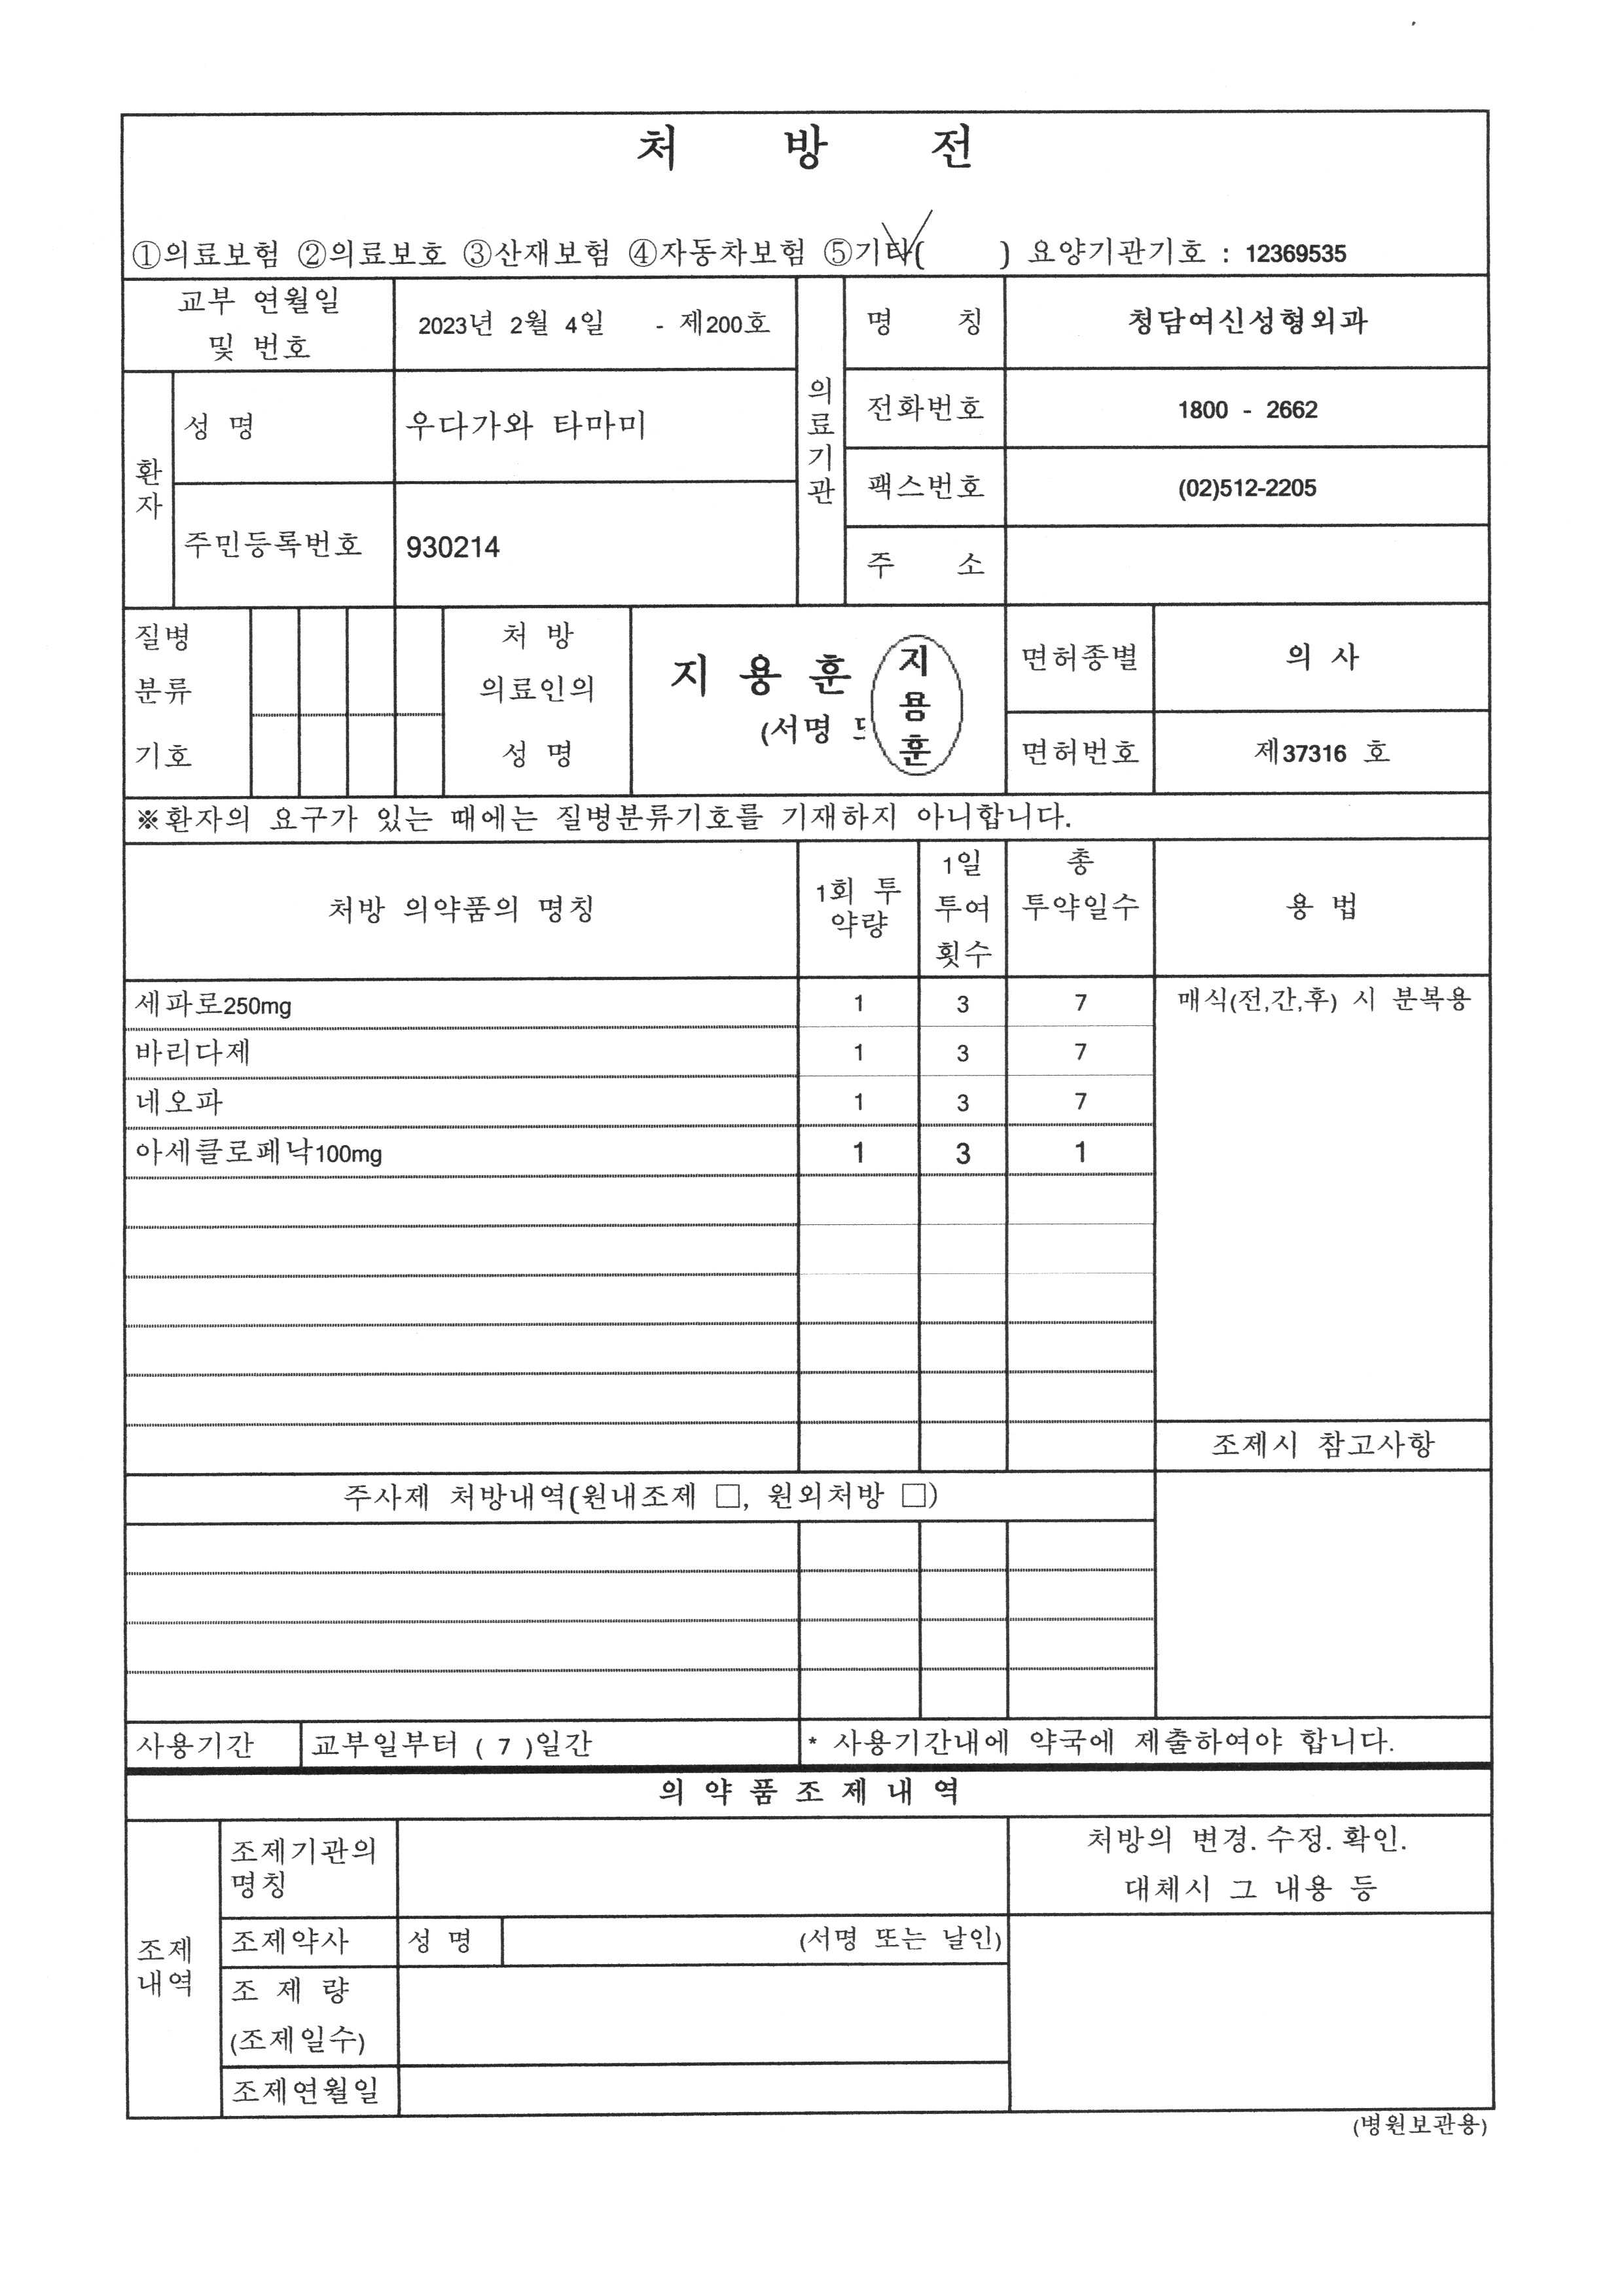 처 방 전
①의료보험 ②의료보호 ③산재보험 ④자동차보험 ⑤기타( ) 요양기관기호 : 12369535
교부 연월일
및 번호
2023년 2월 4일 - 제200호
의료기관
명 칭
청담여신성형외과
환자
성 명
우다가와 타마미
전화번호
1800 - 2662
팩스번호
(02)512-2205
주민등록번호
930214
주 소
질병
분류
기호
처 방
의료인의
성 명
지 용 훈
(서명
지용훈
면허종별
의 사
면허번호
제37316 호
※환자의 요구가 있는 때에는 질병분류기호를 기재하지 아니합니다.
처방 의약품의 명칭
1회 투
약량
1일
투여
횟수
총
투약일수
용 법
세파로250mg 1 3 7 매식(전,간,후) 시 분복용
바리다제 1 3 7
네오파 1 3 7
아세클로페낙100mg 1 3 1
조제시 참고사항
주사제 처방내역(원내조제 □, 원외처방 □)
사용기간 교부일부터 ( 7 )일간 * 사용기간내에 약국에 제출하여야 합니다.
의 약 품 조 제 내 역
조제
내역
조제기관의
명칭
처방의 변경. 수정. 확인.
대체시 그 내용 등
조제약사 성 명 (서명 또는 날인)
조 제 량
(조제일수)
조제연월일
(병원보관용)